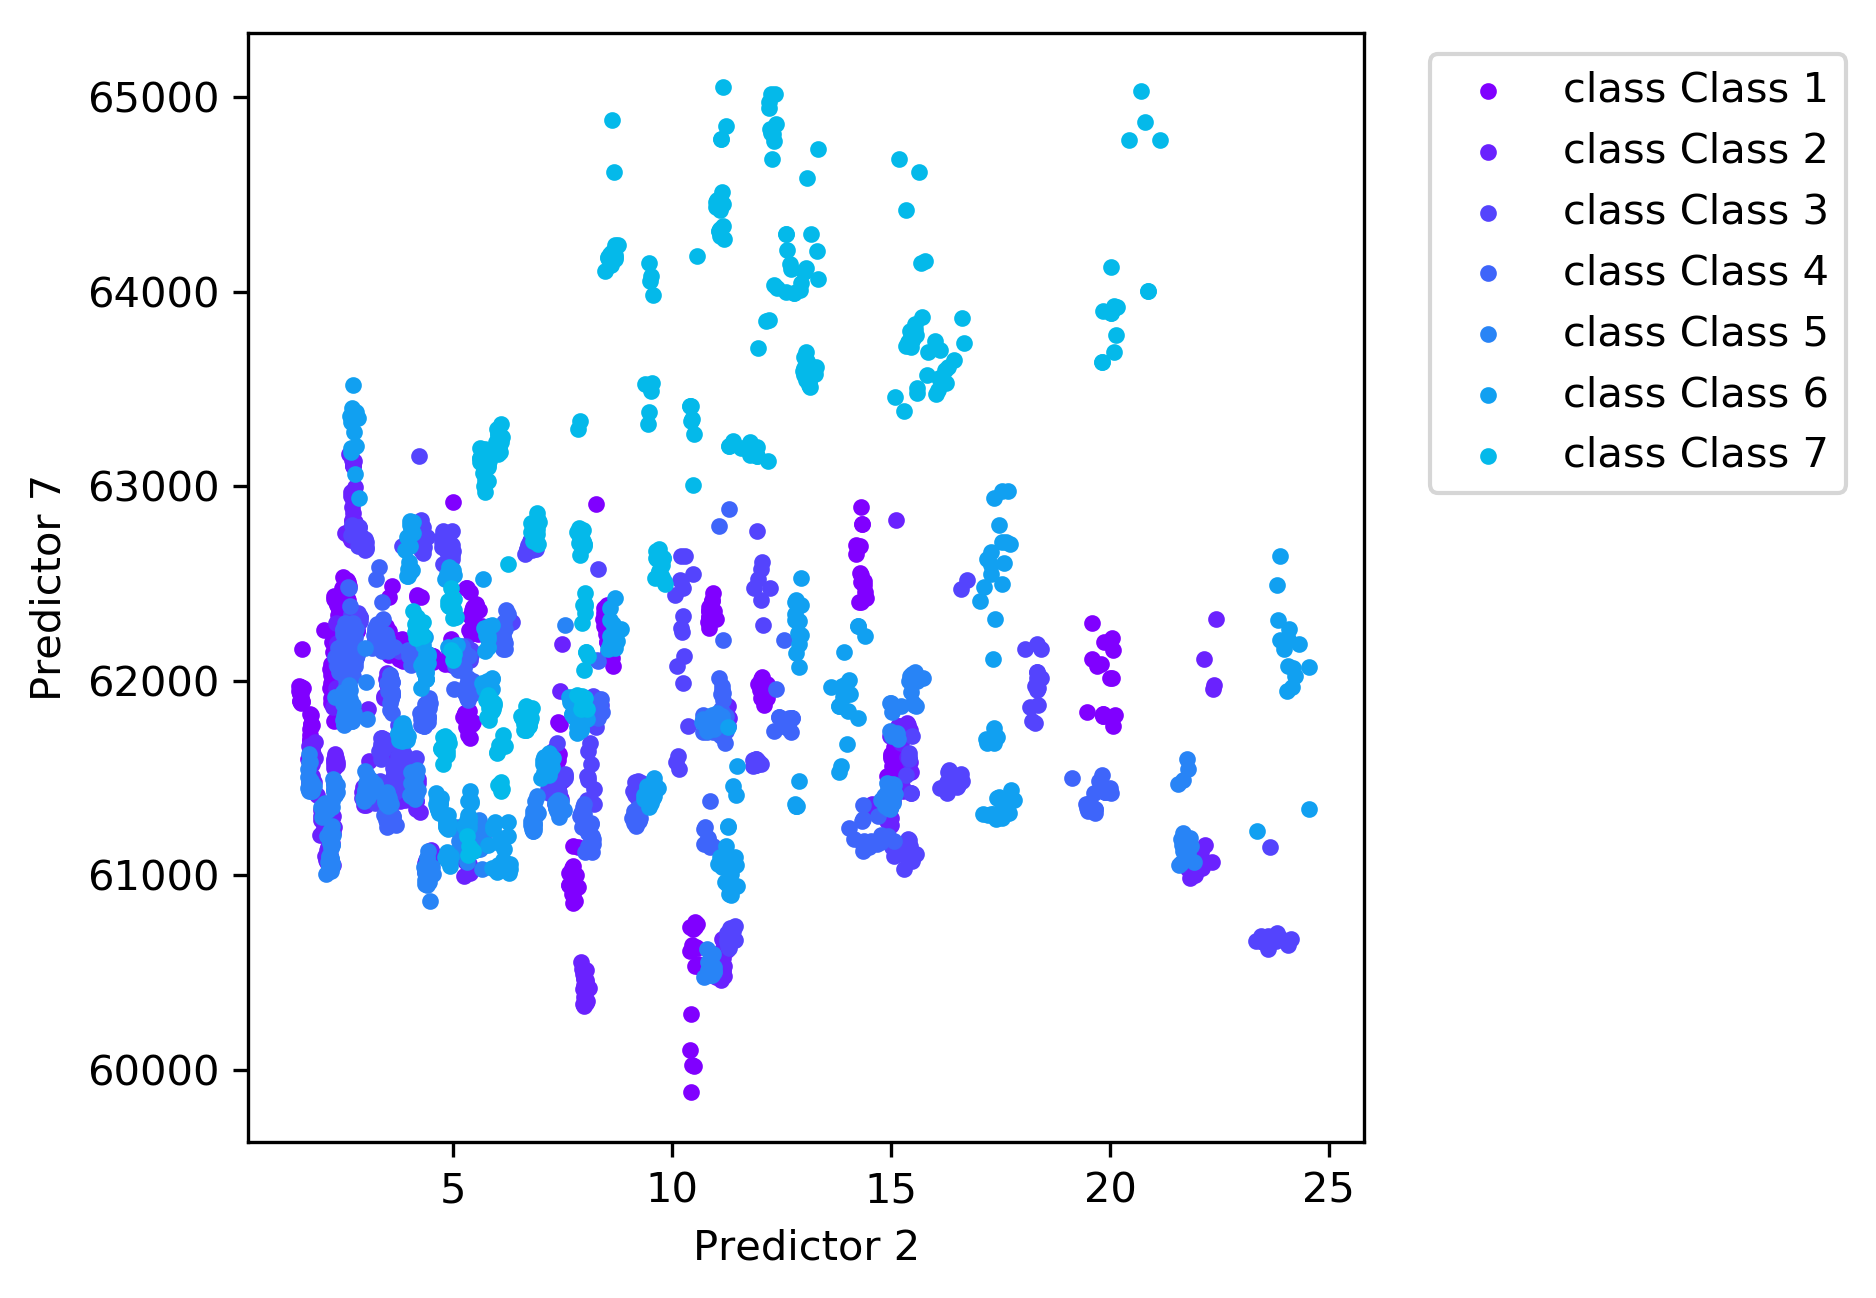 65000
64000
63000
62000
61000
60000
Predictor 7
5 10 15 20 25
Predictor 2
class Class 1
class Class 2
class Class 3
class Class 4
class Class 5
class Class 6
class Class 7